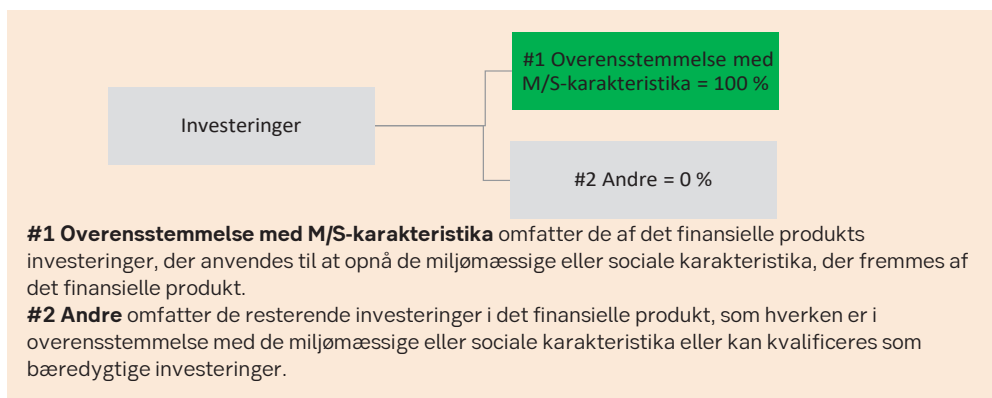 #1 Overensstemmelse med
M/S-karakteristika = 100 %
Investeringer
#2 Andre = 0 %
#1 Overensstemmelse med M/S-karakteristika omfatter de af det finansielle produkts
investeringer, der anvendes til at opnå de miljømæssige eller sociale karakteristika, der fremmes af
det finansielle produkt.
#2 Andre omfatter de resterende investeringer i det finansielle produkt, som hverken er i
overensstemmelse med de miljømæssige eller sociale karakteristika eller kan kvalificeres som
bæredygtige investeringer.